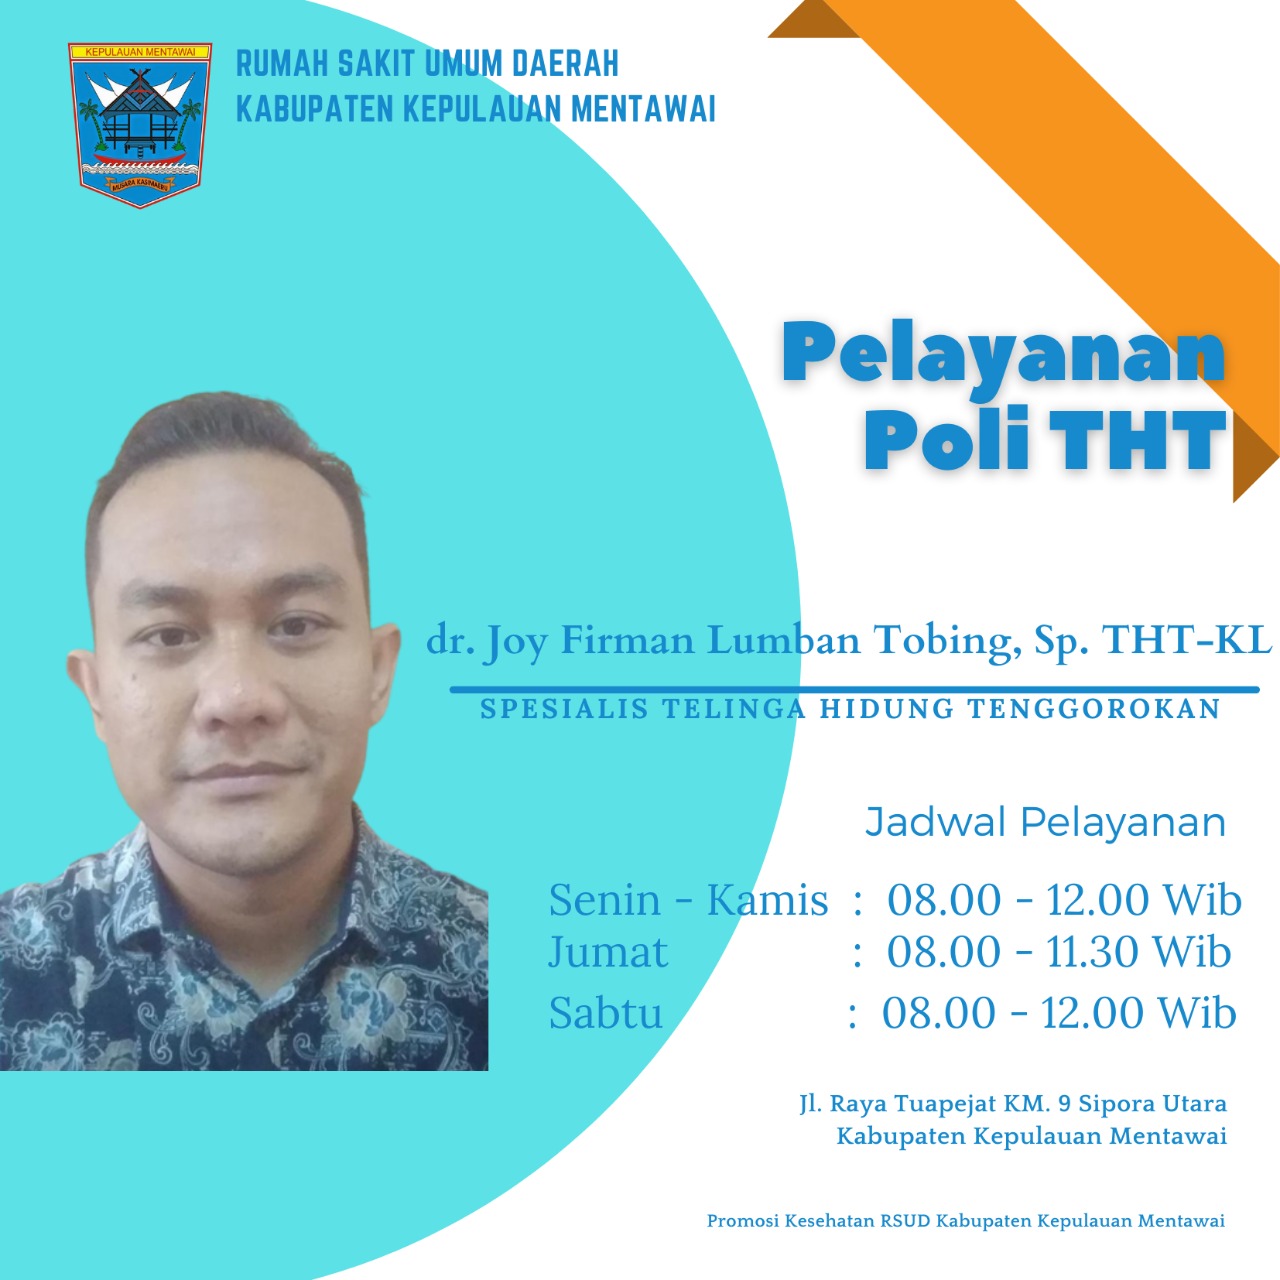 KEPULAUAN MENTAWAI
RUMAH SAKIT UMUM DAERAH
KABUPATEN KEPULAUAN MENTAWAI
Pelayanan
Poli THT
dr. Joy Firman Lumban Tobing, Sp. THT-KL
SPESIALIS TELINGA HIDUNG TENGGOROKAN
Jadwal Pelayanan
Senin - Kamis : 08.00 - 12.00 Wib
Jumat : 08.00 - 11.30 Wib
Sabtu : 08.00 - 12.00 Wib
Jl. Raya Tuapejat KM. 9 Sipora Utara
Kabupaten Kepulauan Mentawai
Promosi Kesehatan RSUD Kabupaten Kepulauan Mentawai